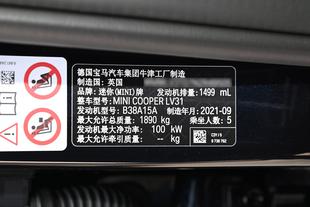 德国宝马汽车集团牛津工厂制造
制造国：英国
品牌：迷你(MINI)牌 发动机排量：1499 mL
整车型号：MINI COOPER LV31
发动机型号：B38A15A 制造年月：2021-09
最大允许总质量：1890 kg 乘坐人数：5
发动机最大净功率：100 kW
最大允许牵引质量：-- kg